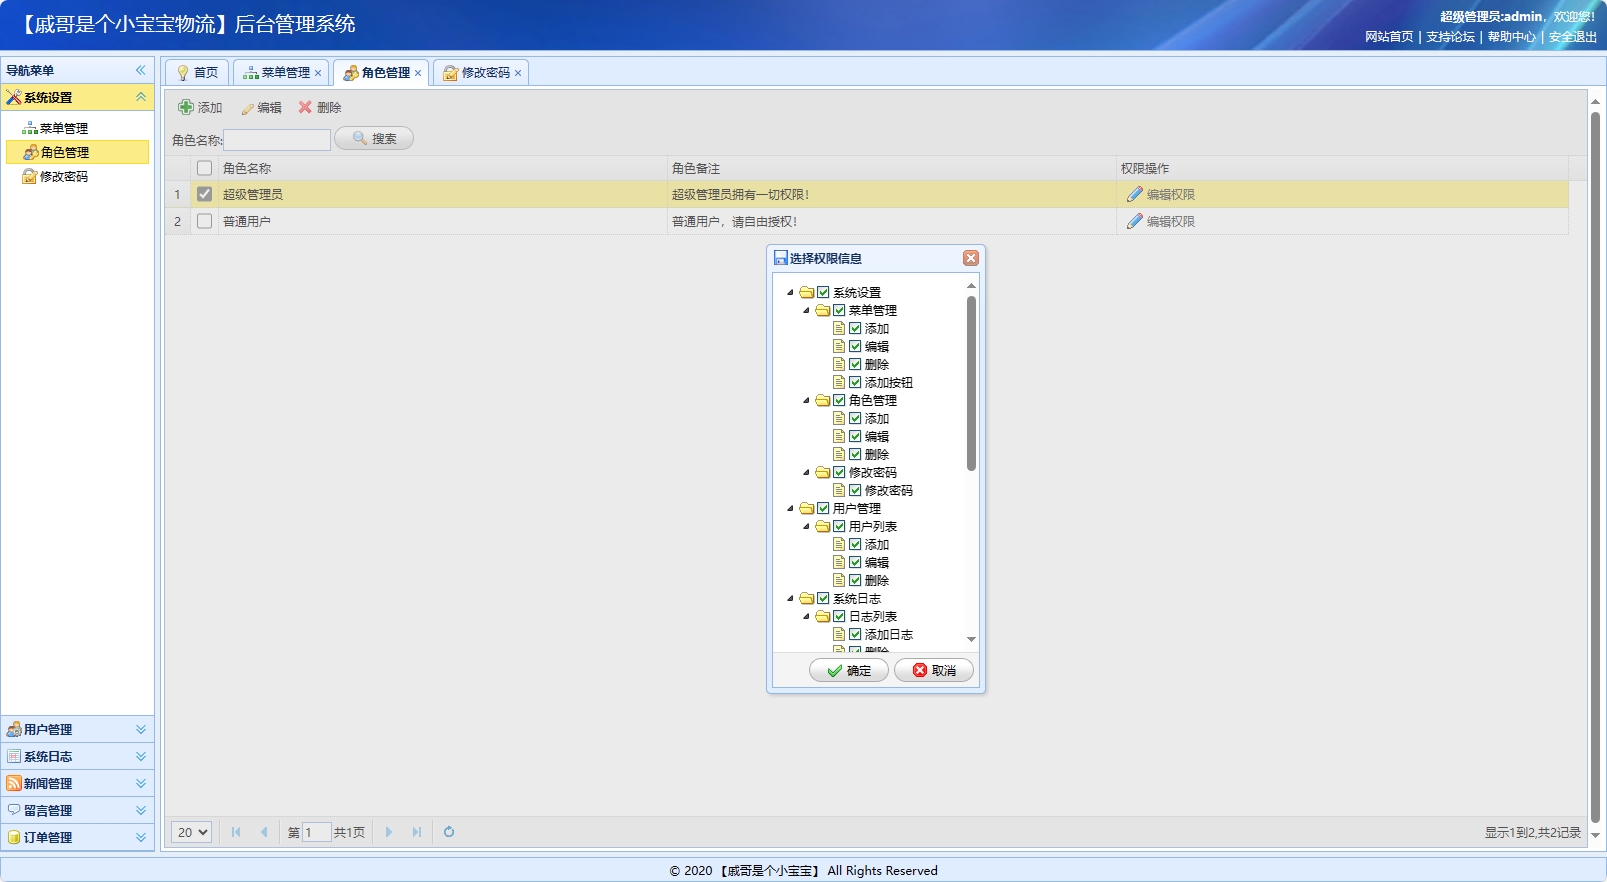 【戚哥是个小宝宝物流】后台管理系统
超级管理员:admin，欢迎您！
网站首页 | 支持论坛 | 帮助中心 | 安全退出
导航菜单
系统设置
菜单管理
角色管理
修改密码
用户管理
系统日志
新闻管理
留言管理
订单管理
首页 菜单管理 角色管理 修改密码
添加 编辑 删除
角色名称: 搜索
角色名称 角色备注 权限操作
1 超级管理员 超级管理员拥有一切权限！ 编辑权限
2 普通用户 普通用户，请自由授权！ 编辑权限
选择权限信息
系统设置
菜单管理
添加
编辑
删除
添加按钮
角色管理
添加
编辑
删除
修改密码
修改密码
用户管理
用户列表
添加
编辑
删除
系统日志
日志列表
添加日志
删除
确定 取消
20 第 1 共1页 显示1到2,共2记录
© 2020 【戚哥是个小宝宝】 All Rights Reserved